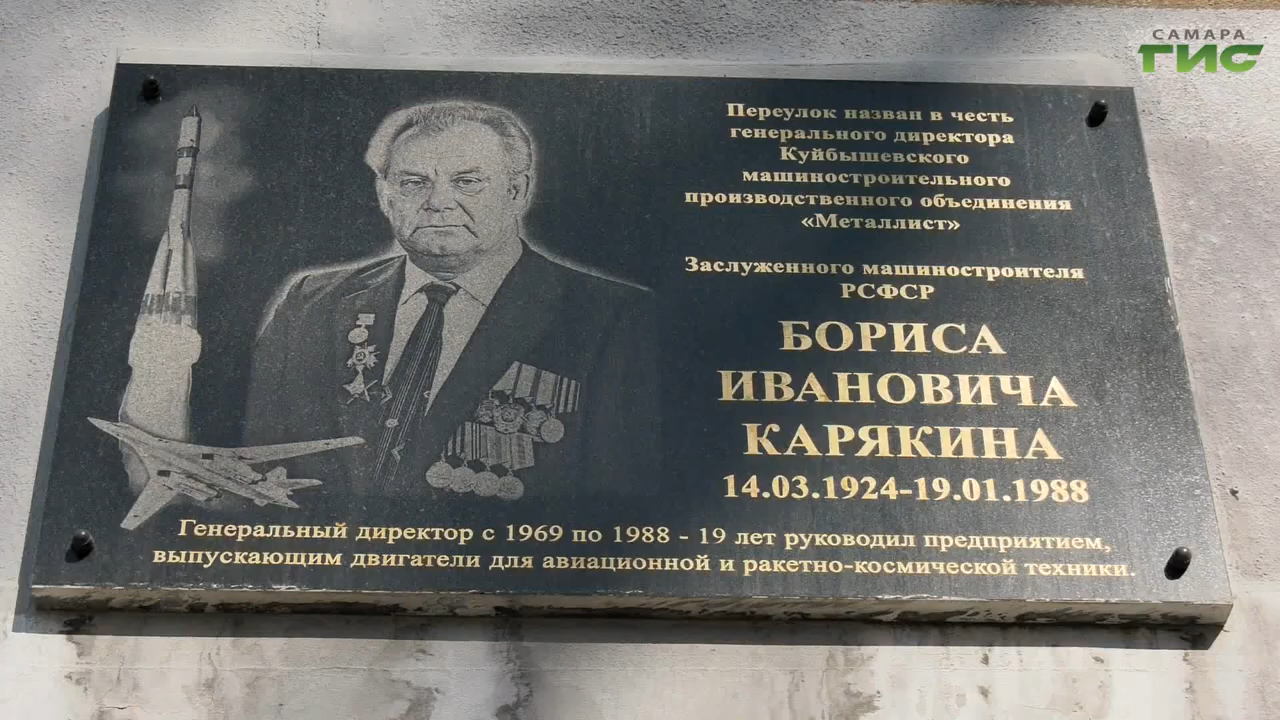 САМАРА
ГИС
Переулок назван в честь
генерального директора
Куйбышевского
машиностроительного
производственного объединения
«Металлист»
Заслуженного машиностроителя
РСФСР
БОРИСА
ИВАНОВИЧА
КАРЯКИНА
14.03.1924-19.01.1988
Генеральный директор с 1969 по 1988 - 19 лет руководил предприятием,
выпускающим двигатели для авиационной и ракетно-космической техники.